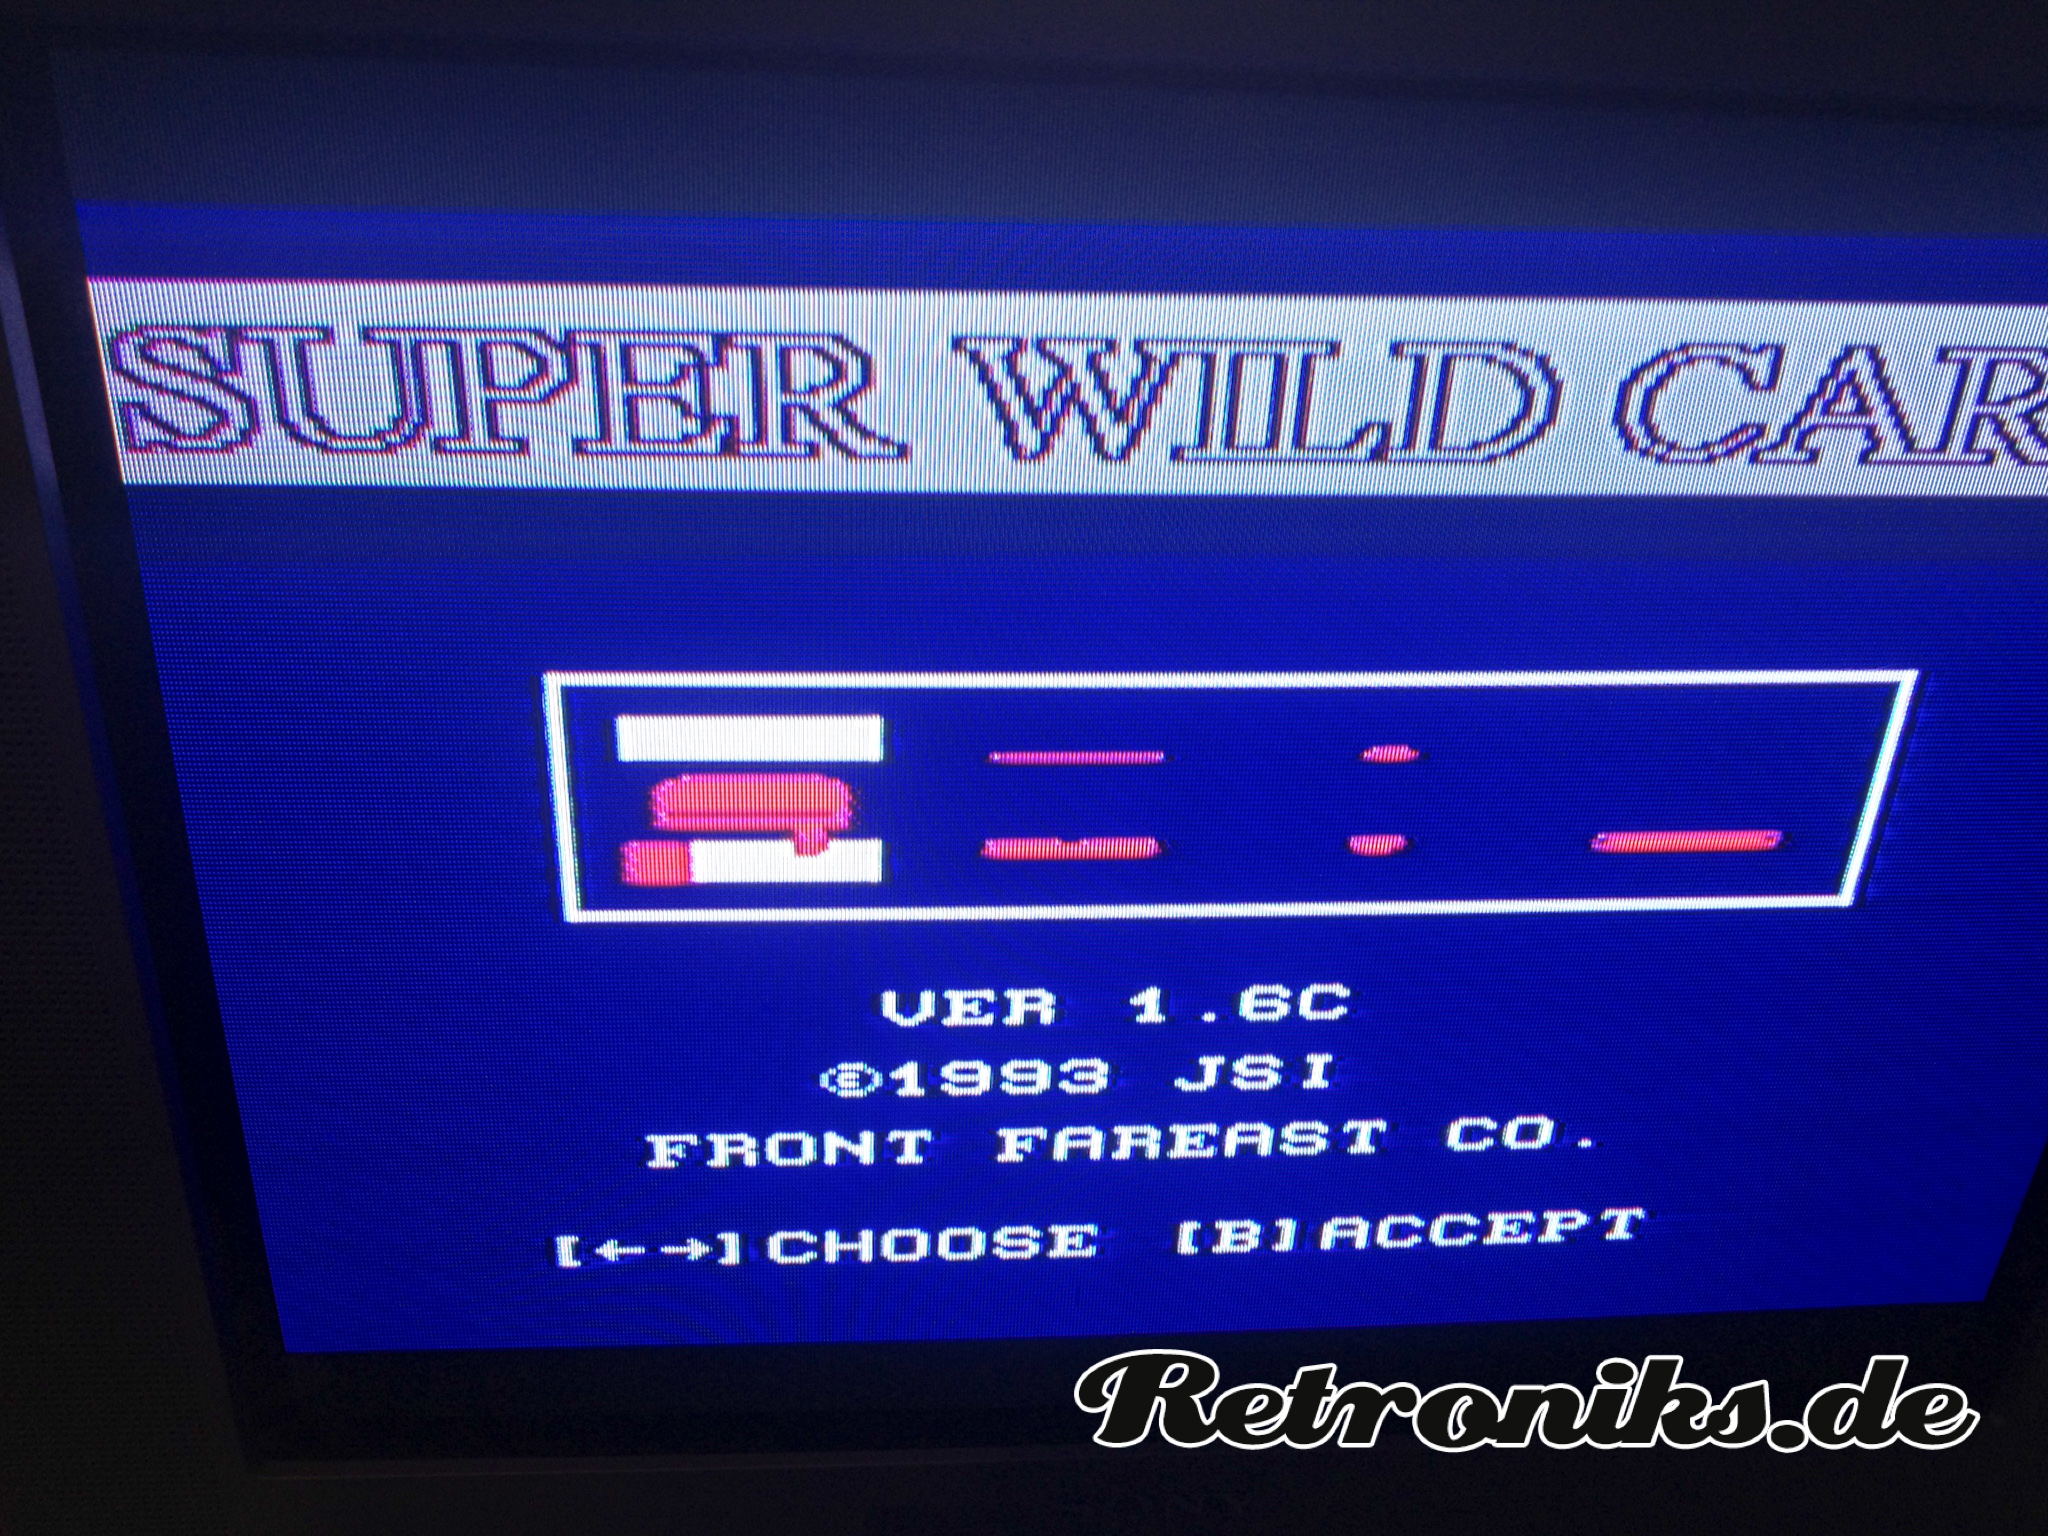 SUPER WILD CAR
VER 1.6C
©1993 JSI
FRONT FAREAST CO.
[←→]CHOOSE [B]ACCEPT
Retroniks.de